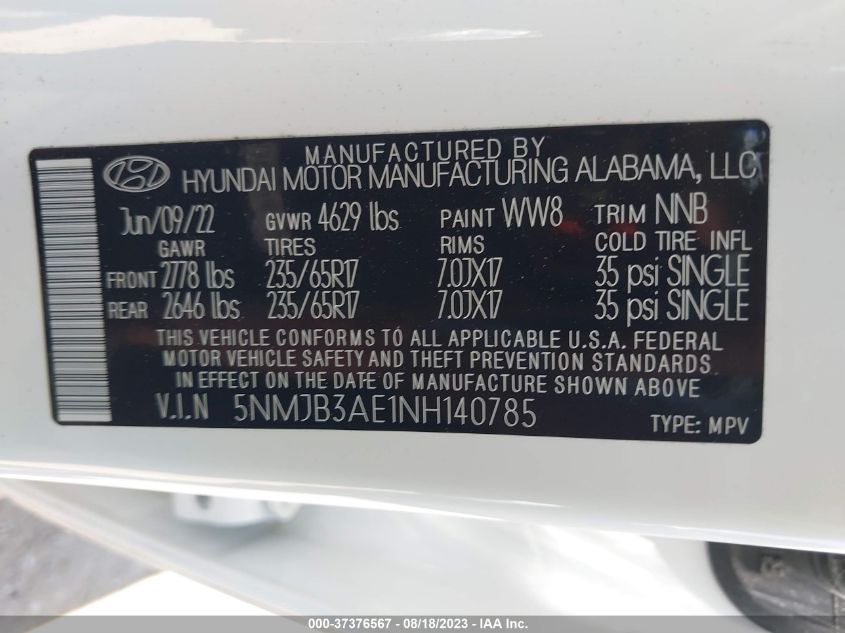 MANUFACTURED BY
HYUNDAI MOTOR MANUFACTURING ALABAMA, LLC
Jun/09/22 GVWR 4629 lbs PAINT WW8 TRIM NNB
GAWR TIRES RIMS COLD TIRE INFL
FRONT 2778 lbs 235/65R17 7.0JX17 35 psi SINGLE
REAR 2646 lbs 235/65R17 7.0JX17 35 psi SINGLE
THIS VEHICLE CONFORMS TO ALL APPLICABLE U.S.A. FEDERAL
MOTOR VEHICLE SAFETY AND THEFT PREVENTION STANDARDS
IN EFFECT ON THE DATE OF MANUFACTURE SHOWN ABOVE
V.I.N 5NMJB3AE1NH140785 TYPE: MPV
000-37376567 - 08/18/2023 - IAA Inc.